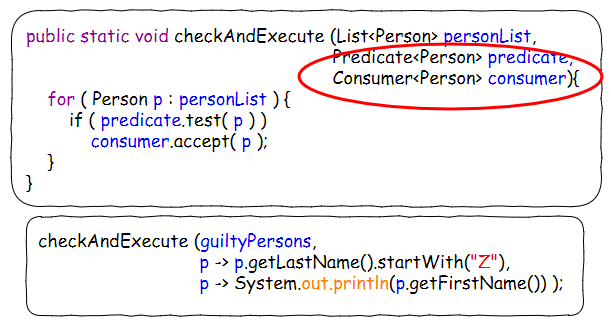 public static void checkAndExecute (List<Person> personList,
Predicate<Person> predicate,
Consumer<Person> consumer){
for ( Person p : personList ) {
if ( predicate.test( p ) )
consumer.accept( p );
}
}
checkAndExecute (guiltyPersons,
p -> p.getLastName().startWith("Z"),
p -> System.out.println(p.getFirstName()) );